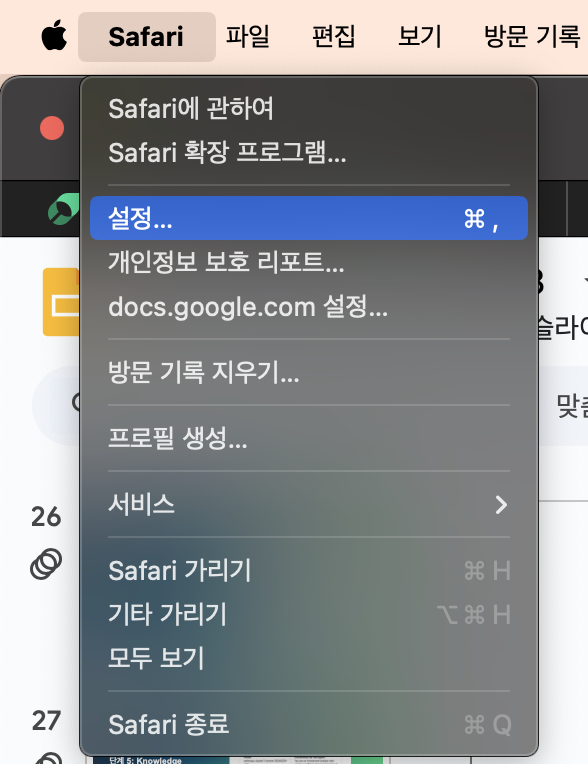 Safari 파일 편집 보기 방문 기록
Safari에 관하여
Safari 확장 프로그램...
설정... ⌘ ,
개인정보 보호 리포트...
docs.google.com 설정...
슬라이
방문 기록 지우기...
맞춤
프로필 생성...
서비스
26
Safari 가리기 ⌘ H
기타 가리기 ⌥ ⌘ H
모두 보기
27
Safari 종료 ⌘ Q
단계 5: Knowledge